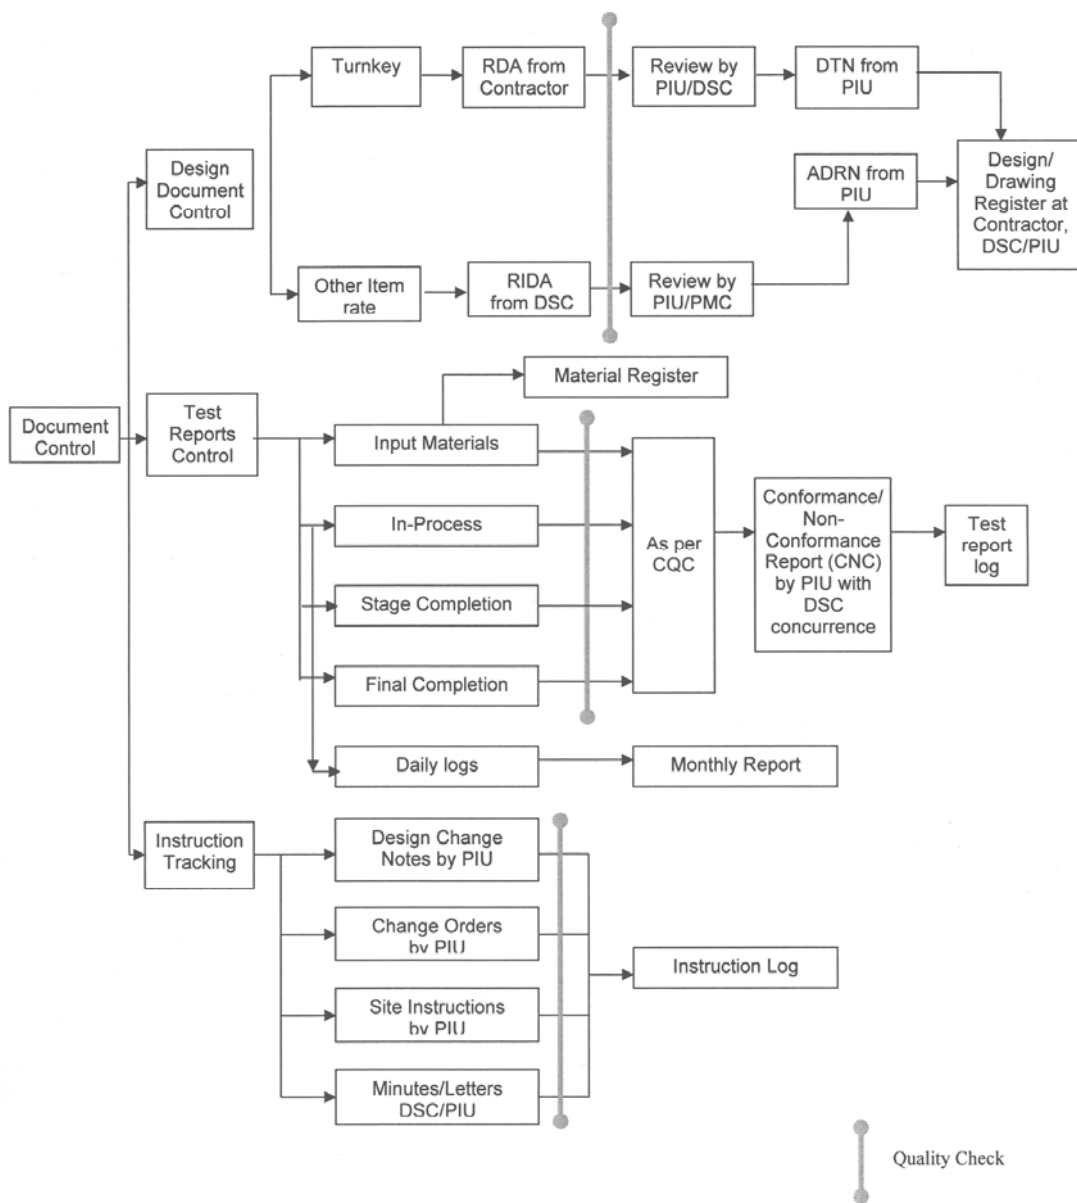 Turnkey
RDA from
Contractor
Review by
PIU/DSC
DTN from
PIU
Design
Document
Control
ADRN from
PIU
Design/
Drawing
Register at
Contractor,
DSC/PIU
Other Item
rate
RIDA
from DSC
Review by
PIU/PMC
Material Register
Document
Control
Test
Reports
Control
Input Materials
In-Process
Stage Completion
Final Completion
As per
CQC
Conformance/
Non-
Conformance
Report (CNC)
by PIU with
DSC
concurrence
Test
report
log
Daily logs
Monthly Report
Instruction
Tracking
Design Change
Notes by PIU
Change Orders
by PIU
Site Instructions
by PIU
Minutes/Letters
DSC/PIU
Instruction Log
Quality Check